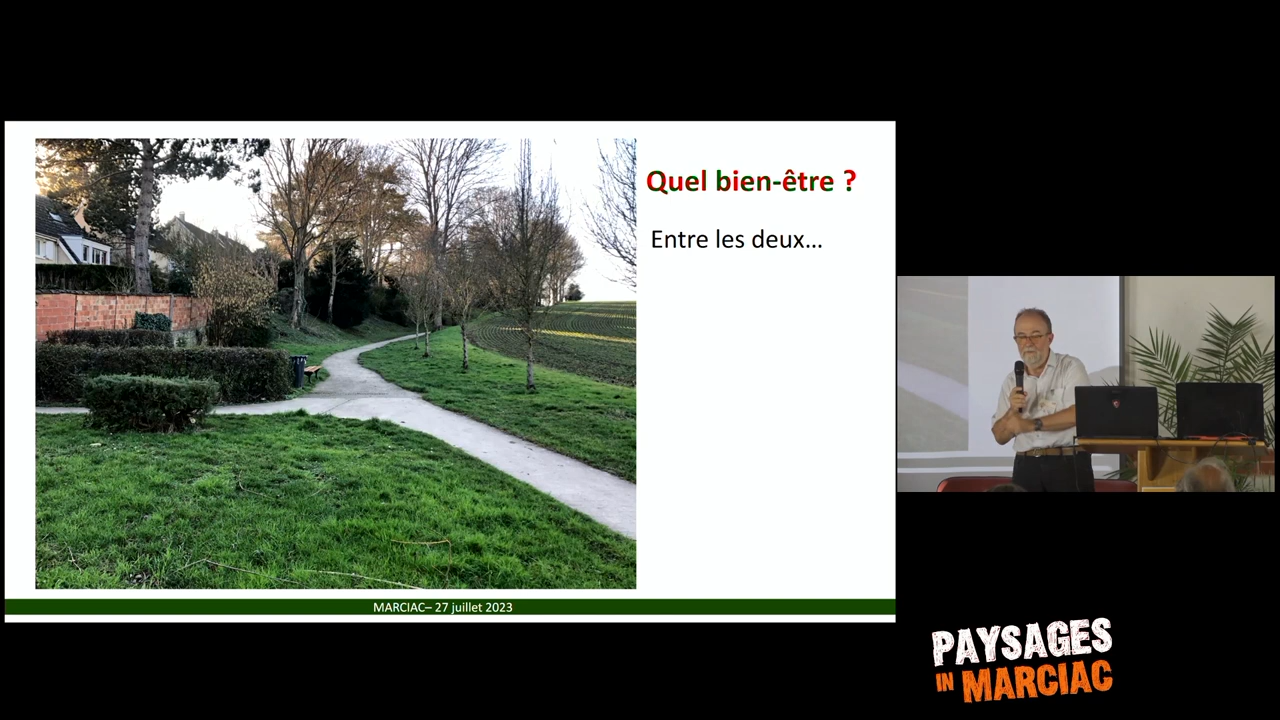 Quel bien-être ?
Entre les deux...
MARCIAC– 27 juillet 2023
PAYSAGES
IN MARCIAC